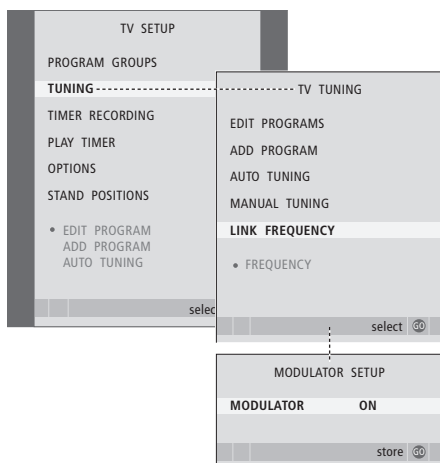 TV SETUP
PROGRAM GROUPS
TUNING
TIMER RECORDING
PLAY TIMER
OPTIONS
STAND POSITIONS
• EDIT PROGRAM
ADD PROGRAM
AUTO TUNING
selec
TV TUNING
EDIT PROGRAMS
ADD PROGRAM
AUTO TUNING
MANUAL TUNING
LINK FREQUENCY
• FREQUENCY
select GO
MODULATOR SETUP
MODULATOR ON
store GO